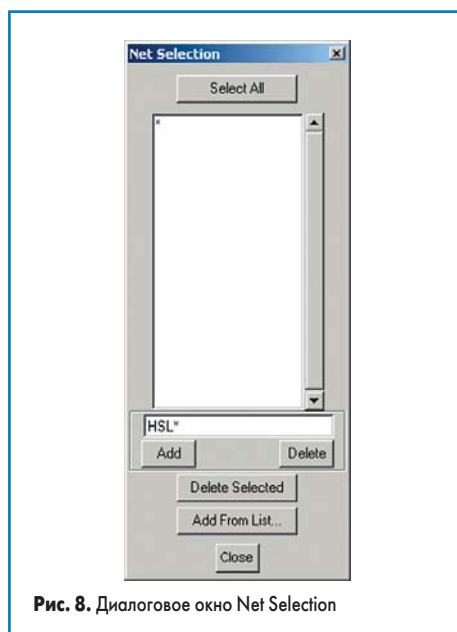 Net Selection
Select All
*
HSL*
Add Delete
Delete Selected
Add From List...
Close
Рис. 8. Диалоговое окно Net Selection